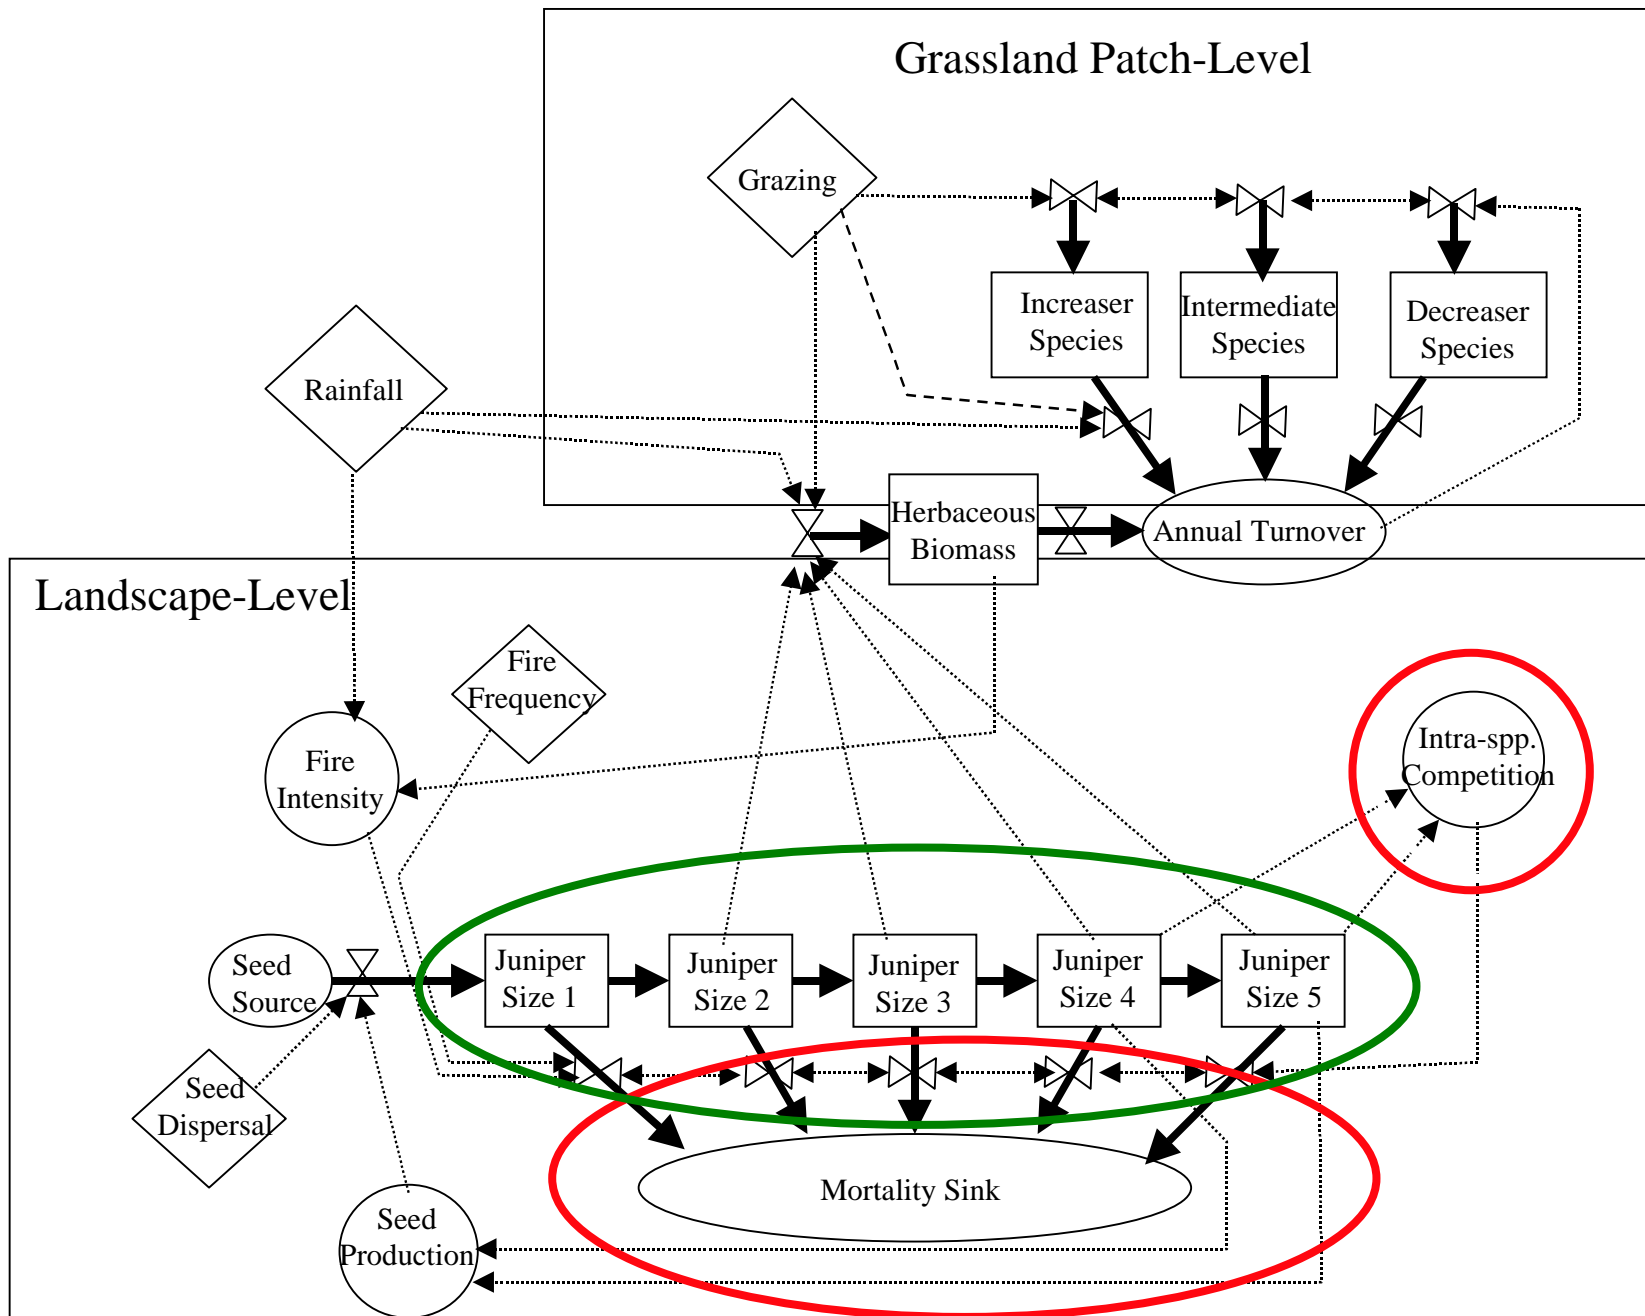 Grassland Patch-Level
Grazing
Increaser
Species
Intermediate
Species
Decreaser
Species
Rainfall
Herbaceous
Biomass
Annual Turnover
Landscape-Level
Fire
Frequency
Fire
Intensity
Intra-spp.
Competition
Seed
Source
Juniper
Size 1
Juniper
Size 2
Juniper
Size 3
Juniper
Size 4
Juniper
Size 5
Seed
Dispersal
Mortality Sink
Seed
Production